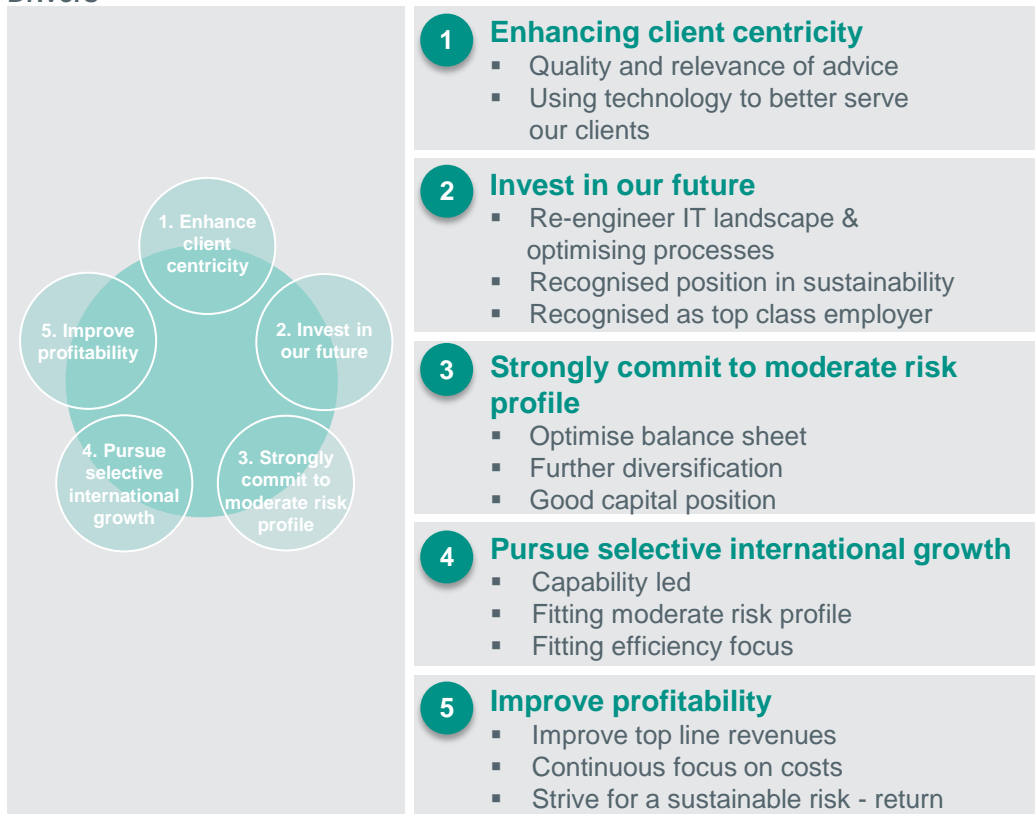 Drivers
1. Enhance
client
centricity
5. Improve
profitability
2. Invest in
our future
4. Pursue
selective
international
growth
3. Strongly
commit to
moderate risk
profile
1 Enhancing client centricity
▪ Quality and relevance of advice
▪ Using technology to better serve
our clients
2 Invest in our future
▪ Re-engineer IT landscape &
optimising processes
▪ Recognised position in sustainability
▪ Recognised as top class employer
3 Strongly commit to moderate risk
profile
▪ Optimise balance sheet
▪ Further diversification
▪ Good capital position
4 Pursue selective international growth
▪ Capability led
▪ Fitting moderate risk profile
▪ Fitting efficiency focus
5 Improve profitability
▪ Improve top line revenues
▪ Continuous focus on costs
▪ Strive for a sustainable risk - return